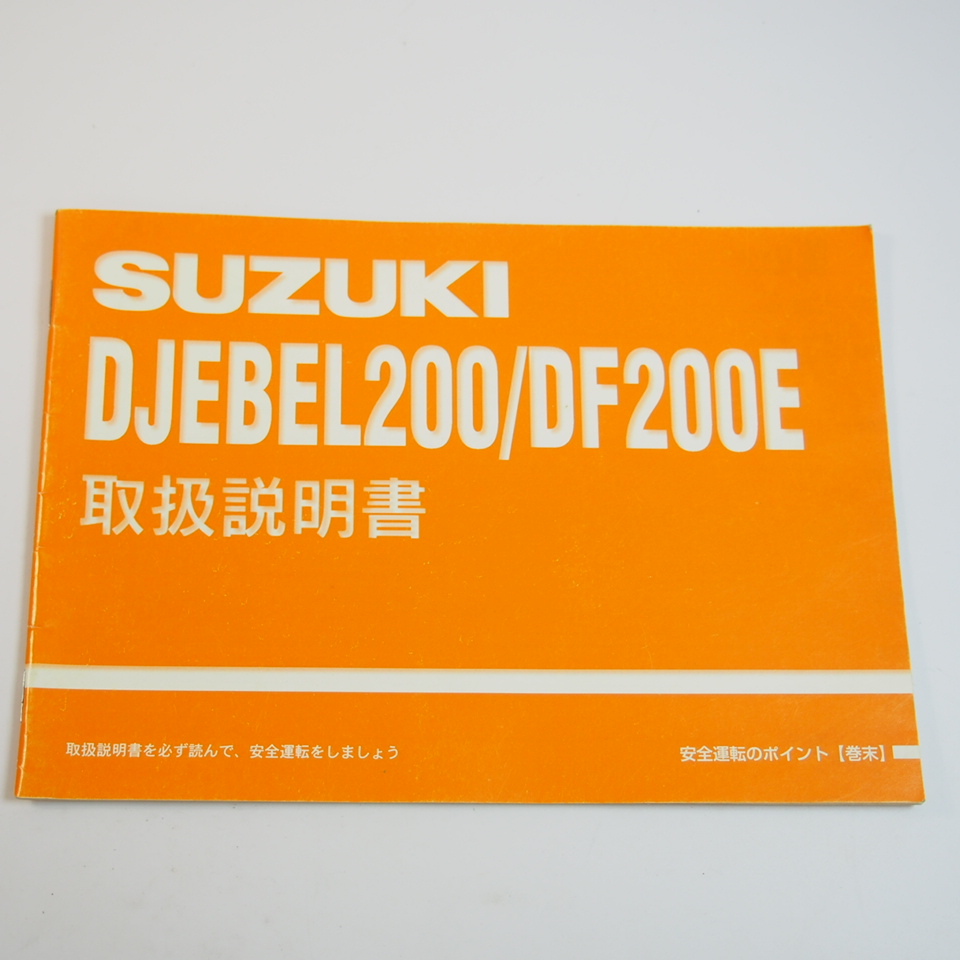 SUZUKI
DJEBEL200/DF200E
取扱説明書
取扱説明書を必ず読んで、安全運転をしましょう
安全運転のポイント【巻末】